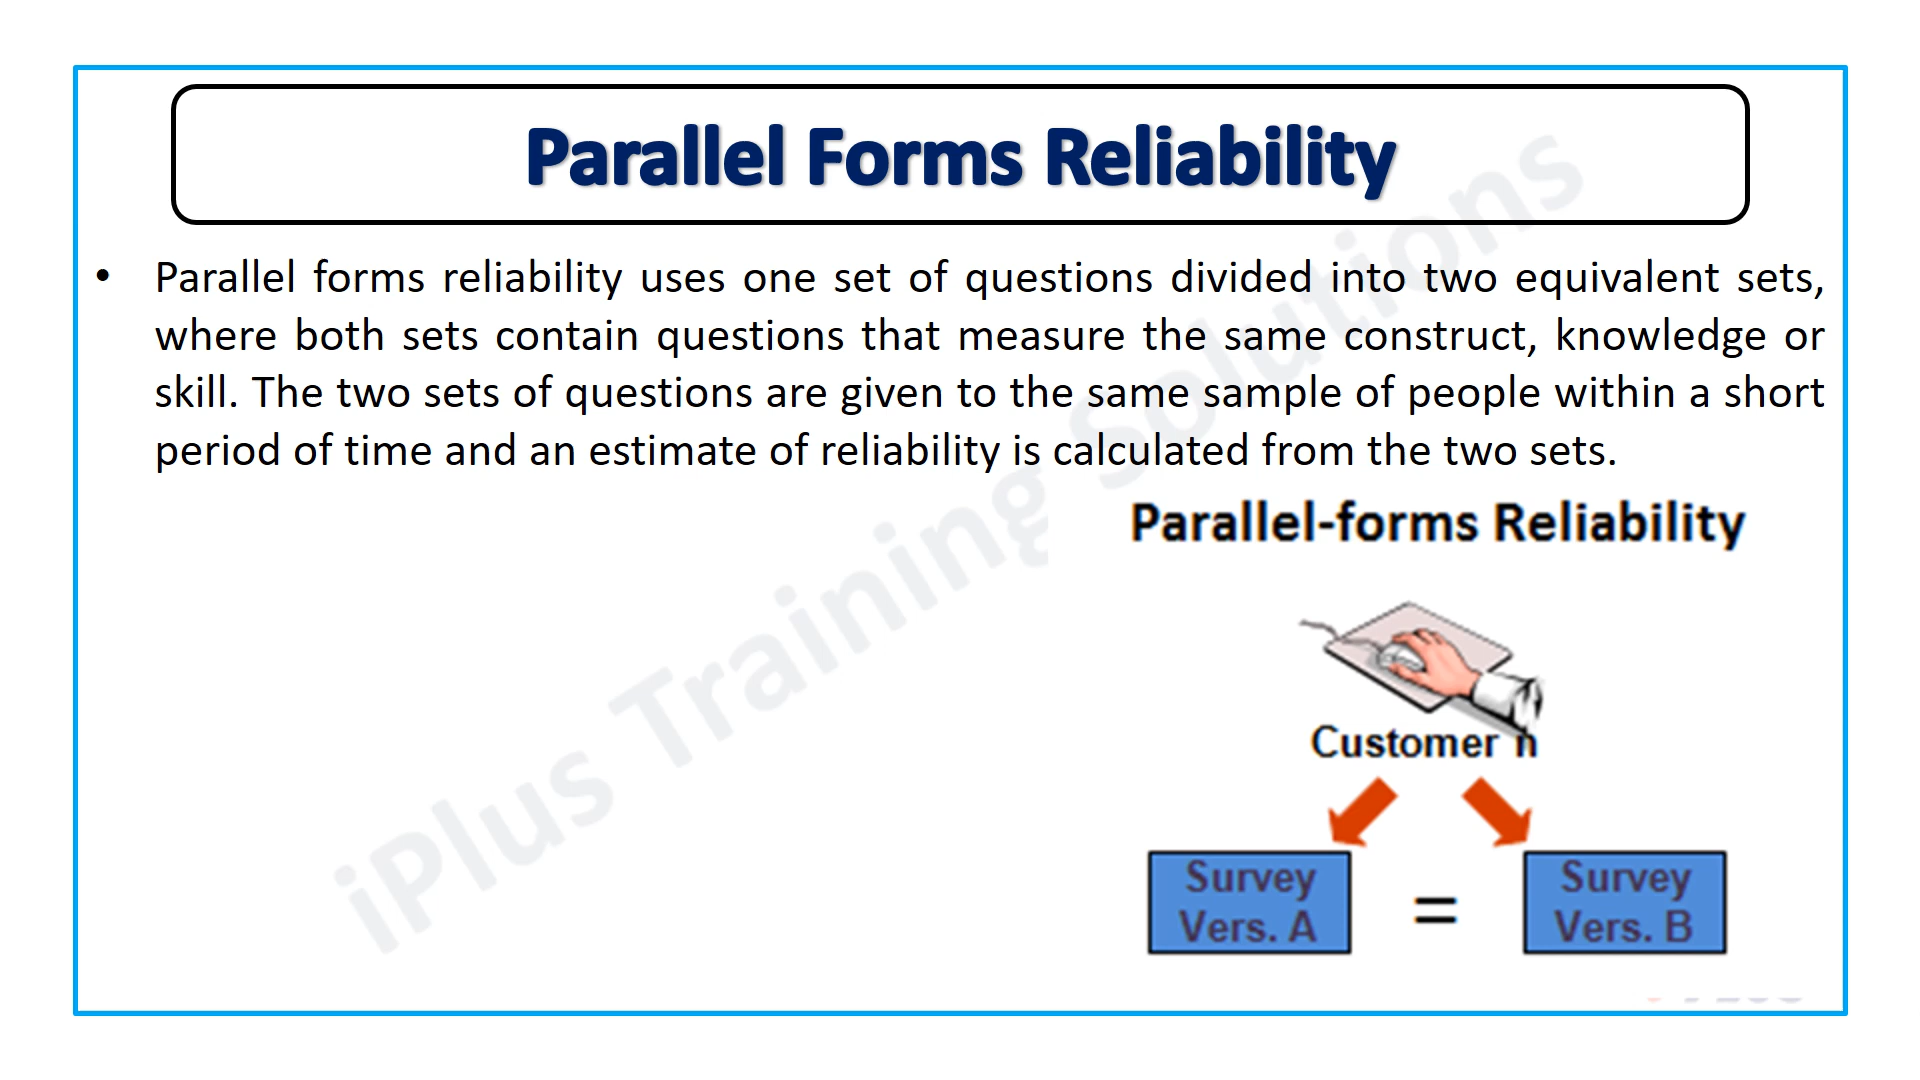 Parallel Forms Reliability
• Parallel forms reliability uses one set of questions divided into two equivalent sets,
where both sets contain questions that measure the same construct, knowledge or
skill. The two sets of questions are given to the same sample of people within a short
period of time and an estimate of reliability is calculated from the two sets.
iPlus Training Solutions
Parallel-forms Reliability
Customer n
Survey
Vers. A
=
Survey
Vers. B